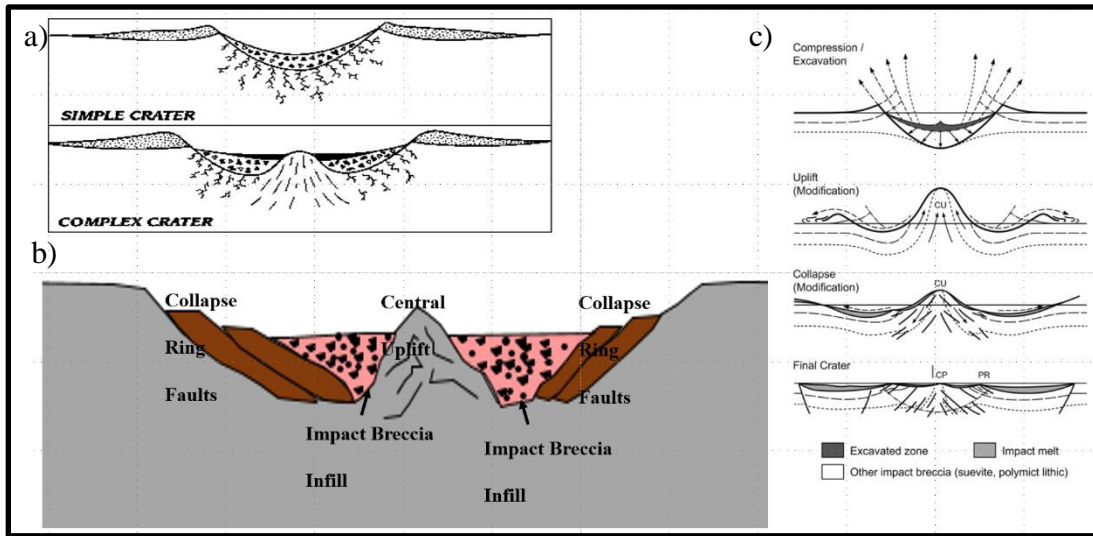 a)
SIMPLE CRATER
COMPLEX CRATER
b)
Collapse
Ring
Faults
Central
Uplift
Collapse
Ring
Faults
Impact Breccia
Infill
Impact Breccia
Infill
c)
Compression /
Excavation
Uplift
(Modification)
CU
Collapse
(Modification)
CU
Final Crater
CP
PR
Excavated zone
Impact melt
Other impact breccia (suevite, polymict lithic)